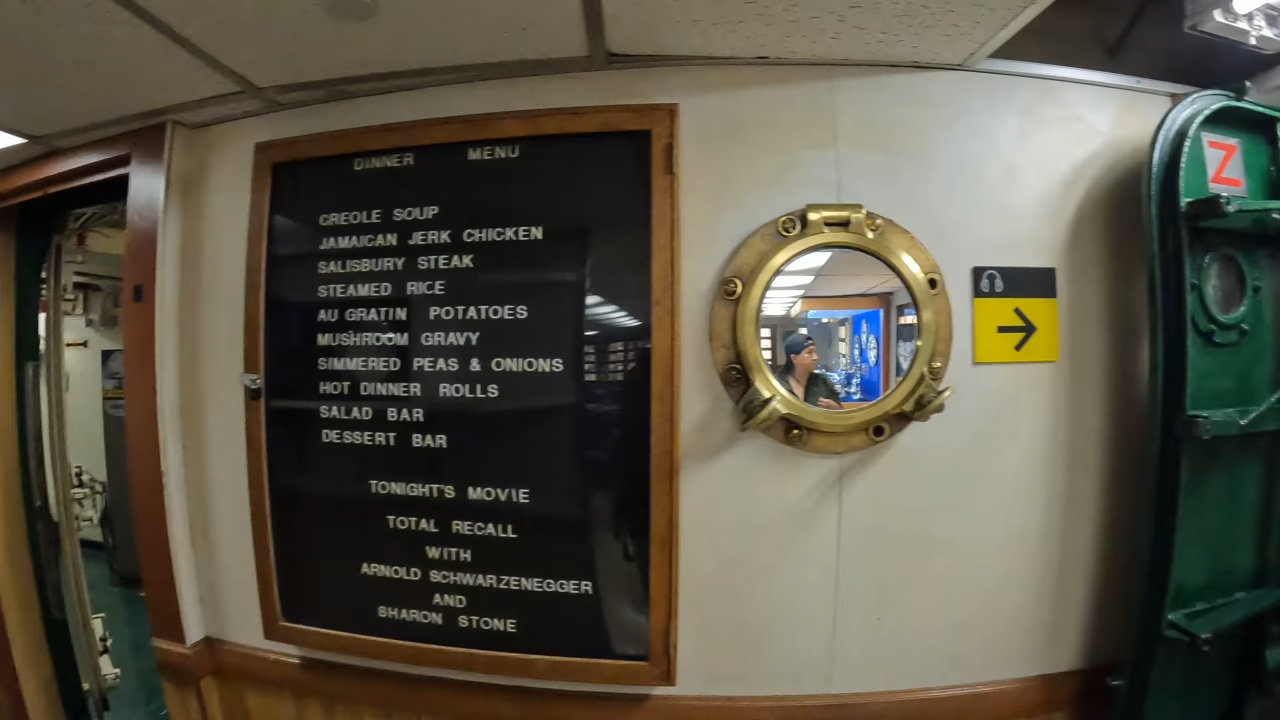 DINNER MENU
CREOLE SOUP
JAMAICAN JERK CHICKEN
SALISBURY STEAK
STEAMED RICE
AU GRATIN POTATOES
MUSHROOM GRAVY
SIMMERED PEAS & ONIONS
HOT DINNER ROLLS
SALAD BAR
DESSERT BAR
TONIGHT'S MOVIE
TOTAL RECALL
WITH
ARNOLD SCHWARZENEGGER
AND
SHARON STONE
Z